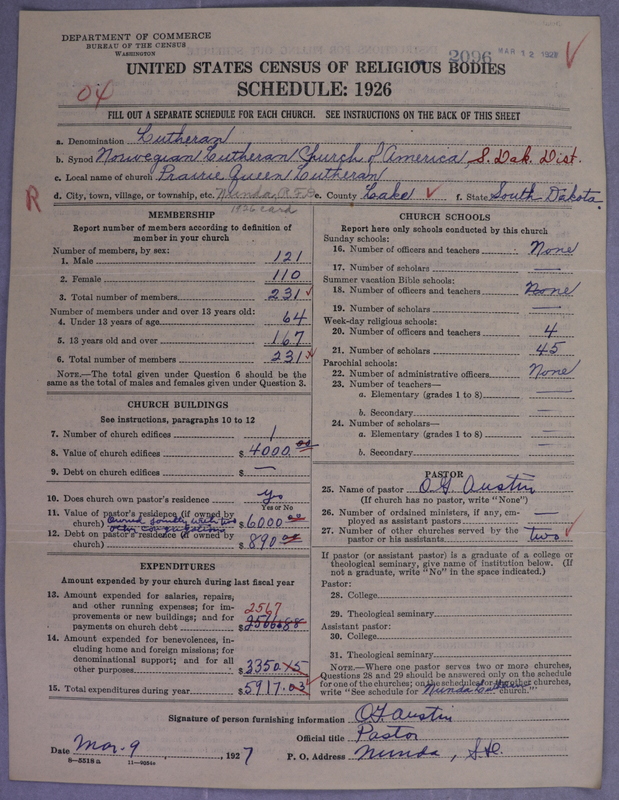 DEPARTMENT OF COMMERCE
BUREAU OF THE CENSUS
WASHINGTON
2096 MAR 12 1928
UNITED STATES CENSUS OF RELIGIOUS BODIES
SCHEDULE: 1926
04
FILL OUT A SEPARATE SCHEDULE FOR EACH CHURCH. SEE INSTRUCTIONS ON THE BACK OF THIS SHEET
a. Denomination Lutheran
b. Synod Norwegian Lutheran Church of America, S. Dak. Dist.
c. Local name of church Prairie Queen Lutheran
R d. City, town, village, or township, etc. Nunda, R.F.D. e. County Lake f. State South Dakota.
1926 card
MEMBERSHIP
Report number of members according to definition of member in your church
Number of members, by sex:
1. Male 121
2. Female 110
3. Total number of members 231
Number of members under and over 13 years old:
4. Under 13 years of age 64
5. 13 years old and over 167
6. Total number of members 231
NOTE.—The total given under Question 6 should be the same as the total of males and females given under Question 3.
CHURCH BUILDINGS
See instructions, paragraphs 10 to 12
7. Number of church edifices 1
8. Value of church edifices $ 4000.00
9. Debt on church edifices $ —
10. Does church own pastor's residence yes
Yes or No
11. Value of pastor's residence (if owned by church) Owned jointly with two other congregations $ 6000.00
12. Debt on pastor's residence (if owned by church) $ 890.00
EXPENDITURES
Amount expended by your church during last fiscal year
13. Amount expended for salaries, repairs, and other running expenses; for improvements or new buildings; and for payments on church debt $ 2567
14. Amount expended for benevolences, including home and foreign missions; for denominational support; and for all other purposes $ 3350.15
15. Total expenditures during year $ 5917.03
CHURCH SCHOOLS
Report here only schools conducted by this church
Sunday schools:
16. Number of officers and teachers None
17. Number of scholars —
Summer vacation Bible schools:
18. Number of officers and teachers None
19. Number of scholars —
Week-day religious schools:
20. Number of officers and teachers 4
21. Number of scholars 45
Parochial schools:
22. Number of administrative officers None
23. Number of teachers—
a. Elementary (grades 1 to 8) —
b. Secondary —
24. Number of scholars—
a. Elementary (grades 1 to 8) —
b. Secondary —
PASTOR
25. Name of pastor O. F. Austin
(If church has no pastor, write "None")
26. Number of ordained ministers, if any, employed as assistant pastors —
27. Number of other churches served by the pastor or his assistants two
If pastor (or assistant pastor) is a graduate of a college or theological seminary, give name of institution below. (If not a graduate, write "No" in the space indicated.)
Pastor:
28. College
29. Theological seminary
Assistant pastor:
30. College
31. Theological seminary
NOTE.—Where one pastor serves two or more churches, Questions 28 and 29 should be answered only on the schedule for one of the churches; on the schedules for the other churches, write "See schedule for Nunda church."
Signature of person furnishing information O F Austin
Official title Pastor
Date Mar. 9, 1927 P. O. Address Nunda, S.D.
8—5518 a 11—9084